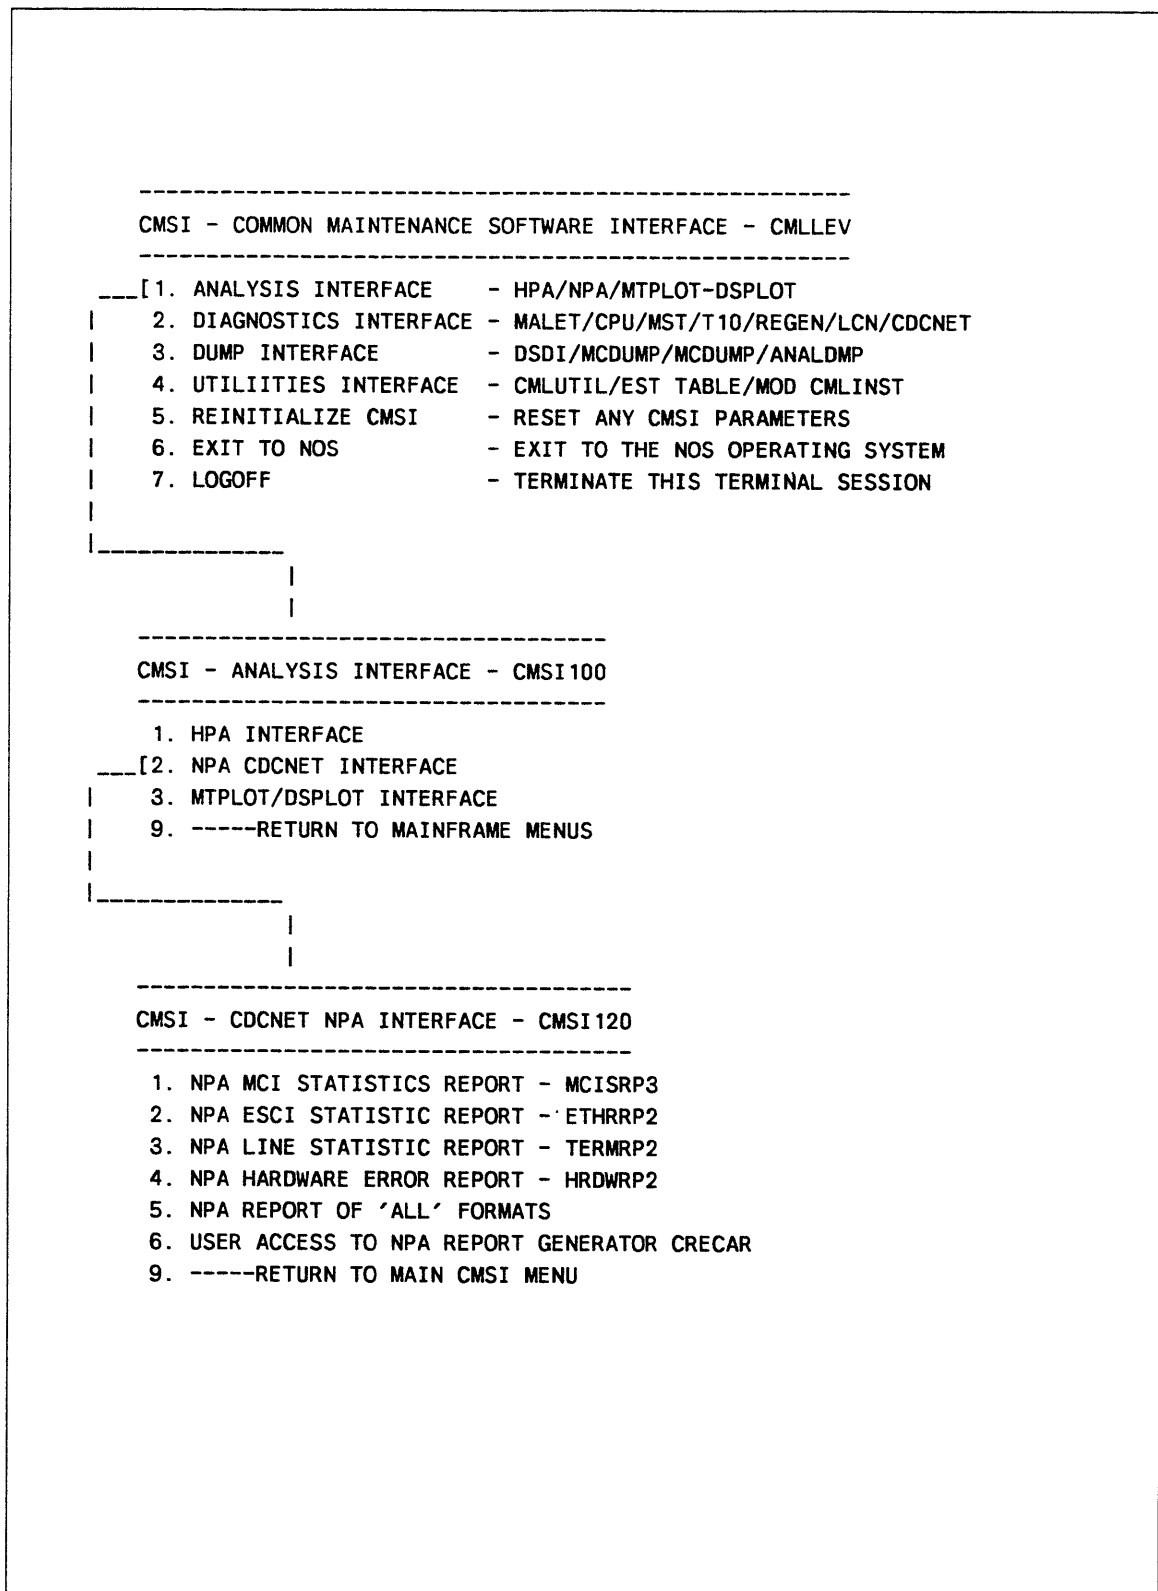 CMSI - COMMON MAINTENANCE SOFTWARE INTERFACE - CMLLEV
[1. ANALYSIS INTERFACE - HPA/NPA/MTPLOT-DSPLOT
2. DIAGNOSTICS INTERFACE - MALET/CPU/MST/T10/REGEN/LCN/CDCNET
3. DUMP INTERFACE - DSDI/MCDUMP/MCDUMP/ANALDMP
4. UTILIITIES INTERFACE - CMLUTIL/EST TABLE/MOD CMLINST
5. REINITIALIZE CMSI - RESET ANY CMSI PARAMETERS
6. EXIT TO NOS - EXIT TO THE NOS OPERATING SYSTEM
7. LOGOFF - TERMINATE THIS TERMINAL SESSION
CMSI - ANALYSIS INTERFACE - CMSI100
1. HPA INTERFACE
[2. NPA CDCNET INTERFACE
3. MTPLOT/DSPLOT INTERFACE
9. -----RETURN TO MAINFRAME MENUS
CMSI - CDCNET NPA INTERFACE - CMSI120
1. NPA MCI STATISTICS REPORT - MCISRP3
2. NPA ESCI STATISTIC REPORT - ETHRRP2
3. NPA LINE STATISTIC REPORT - TERMRP2
4. NPA HARDWARE ERROR REPORT - HRDWRP2
5. NPA REPORT OF 'ALL' FORMATS
6. USER ACCESS TO NPA REPORT GENERATOR CRECAR
9. -----RETURN TO MAIN CMSI MENU